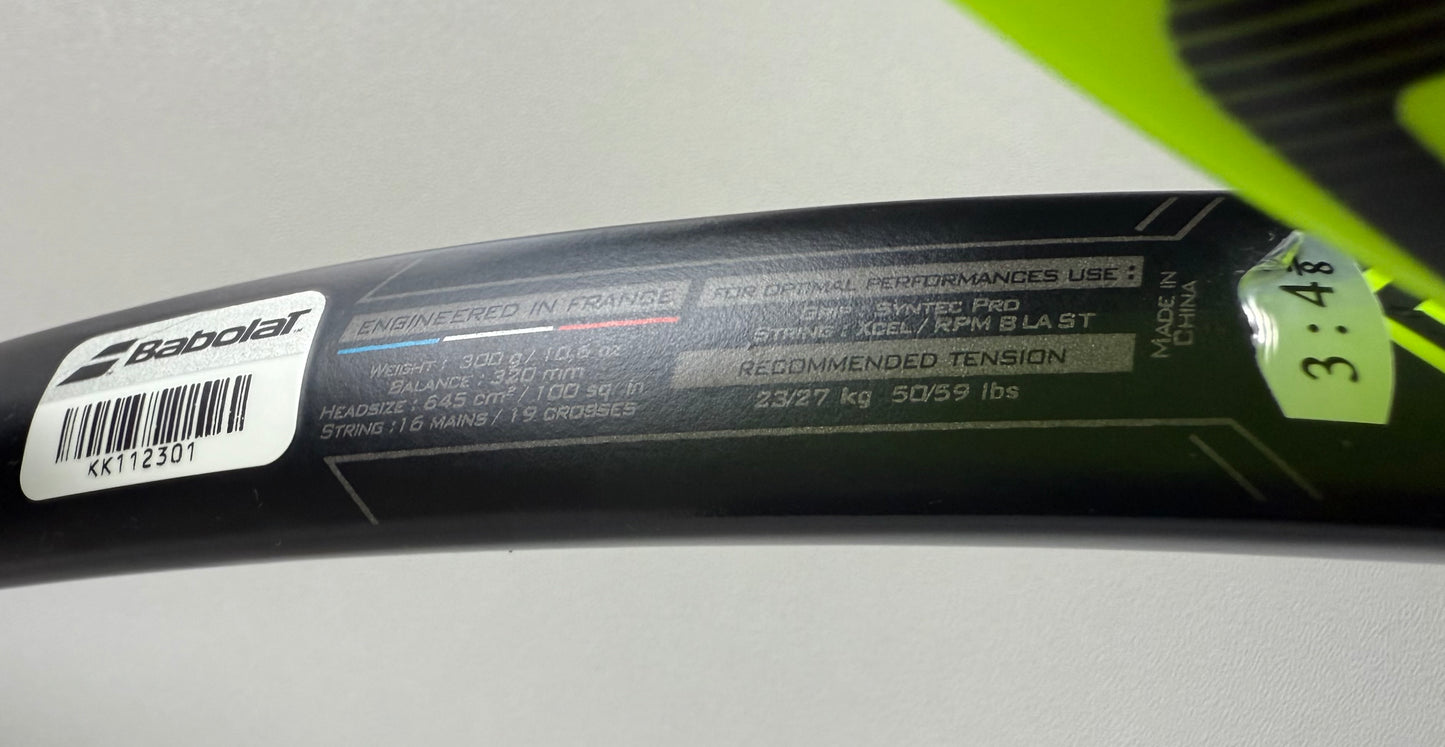 BabolaT
KK112301
ENGINEERED IN FRANCE
WEIGHT : 300 g / 10,6 oz
BALANCE : 320 mm
HEADSIZE : 645 cm² / 100 sq in
STRING :16 MAINS / 19 CROSSES
FOR OPTIMAL PERFORMANCES USE :
GRIP : SYNTEC PRO
STRING : XCEL / RPM BLAST
RECOMMENDED TENSION
23/27 kg 50/59 lbs
MADE IN
CHINA
3 : 4 3/8